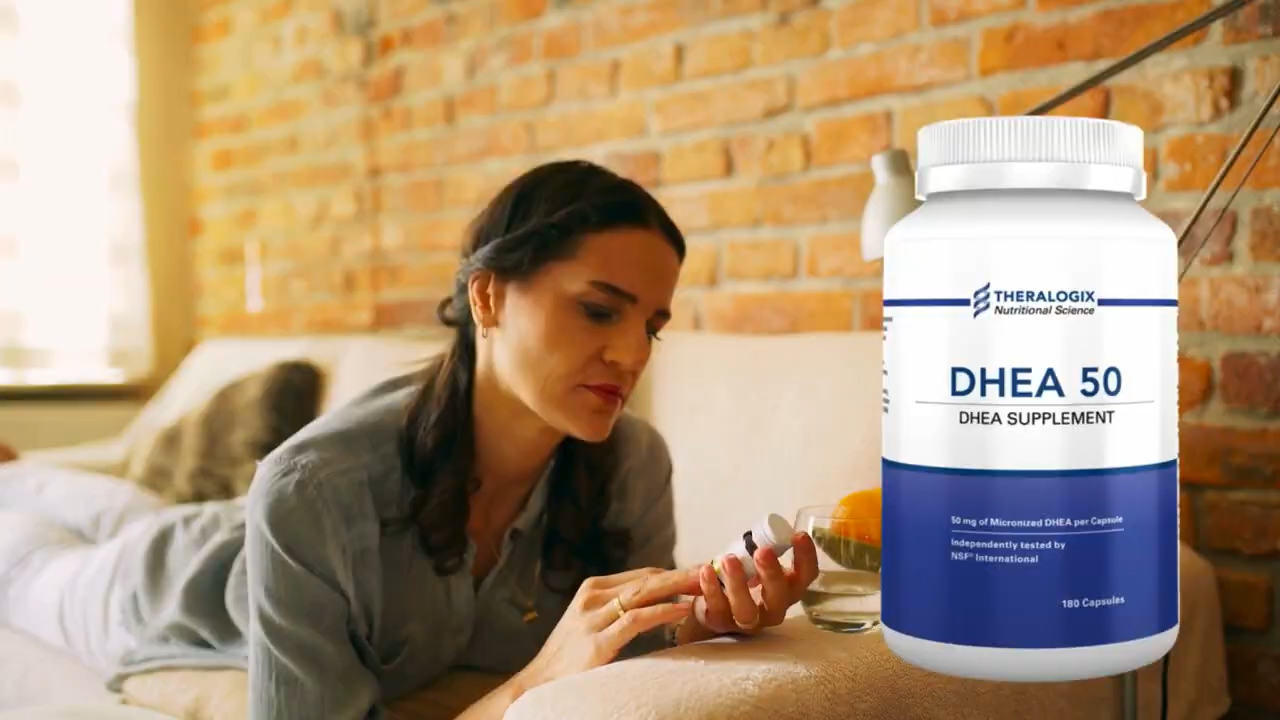 THERALOGIX
Nutritional Science
DHEA 50
DHEA SUPPLEMENT
50 mg of Micronized DHEA per Capsule
Independently tested by
NSF® International
180 Capsules